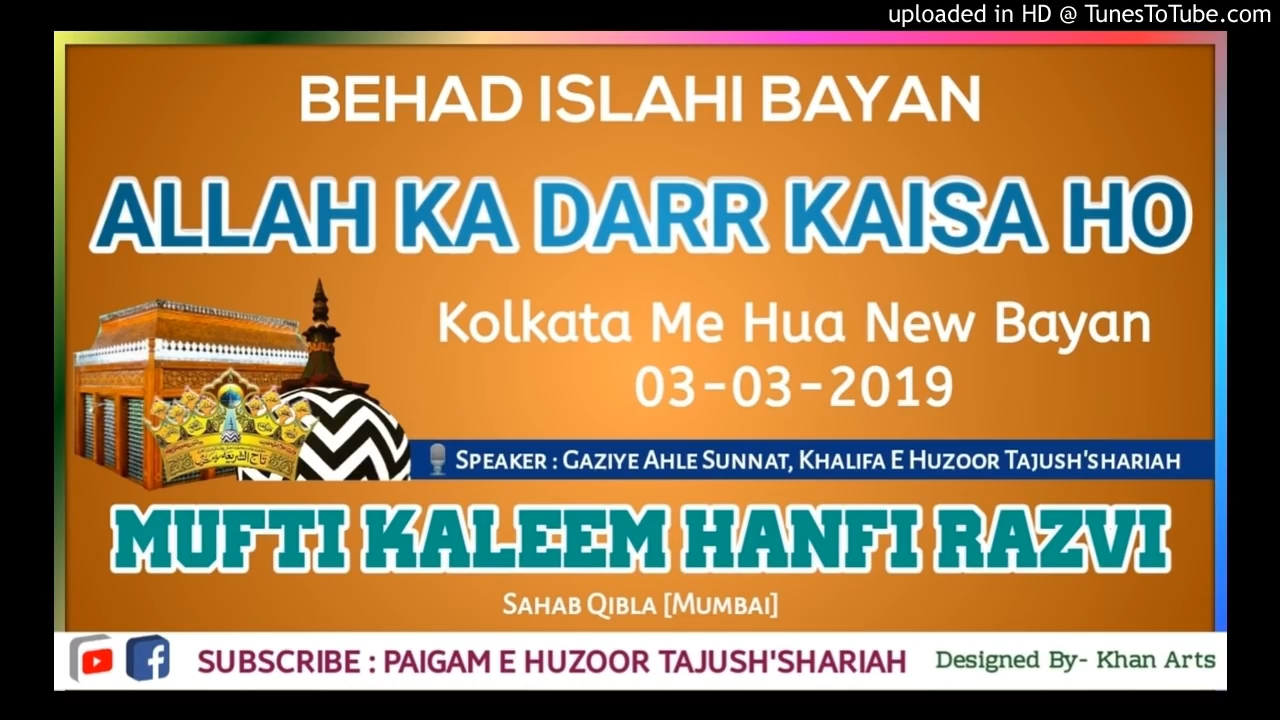 uploaded in HD @ TunesToTube.com
BEHAD ISLAHI BAYAN
ALLAH KA DARR KAISA HO
Kolkata Me Hua New Bayan
03-03-2019
SPEAKER : GAZIYE AHLE SUNNAT, KHALIFA E HUZOOR TAJUSH'SHARIAH
MUFTI KALEEM HANFI RAZVI
SAHAB QIBLA [MUMBAI]
SUBSCRIBE : PAIGAM E HUZOOR TAJUSH'SHARIAH
Designed By- Khan Arts